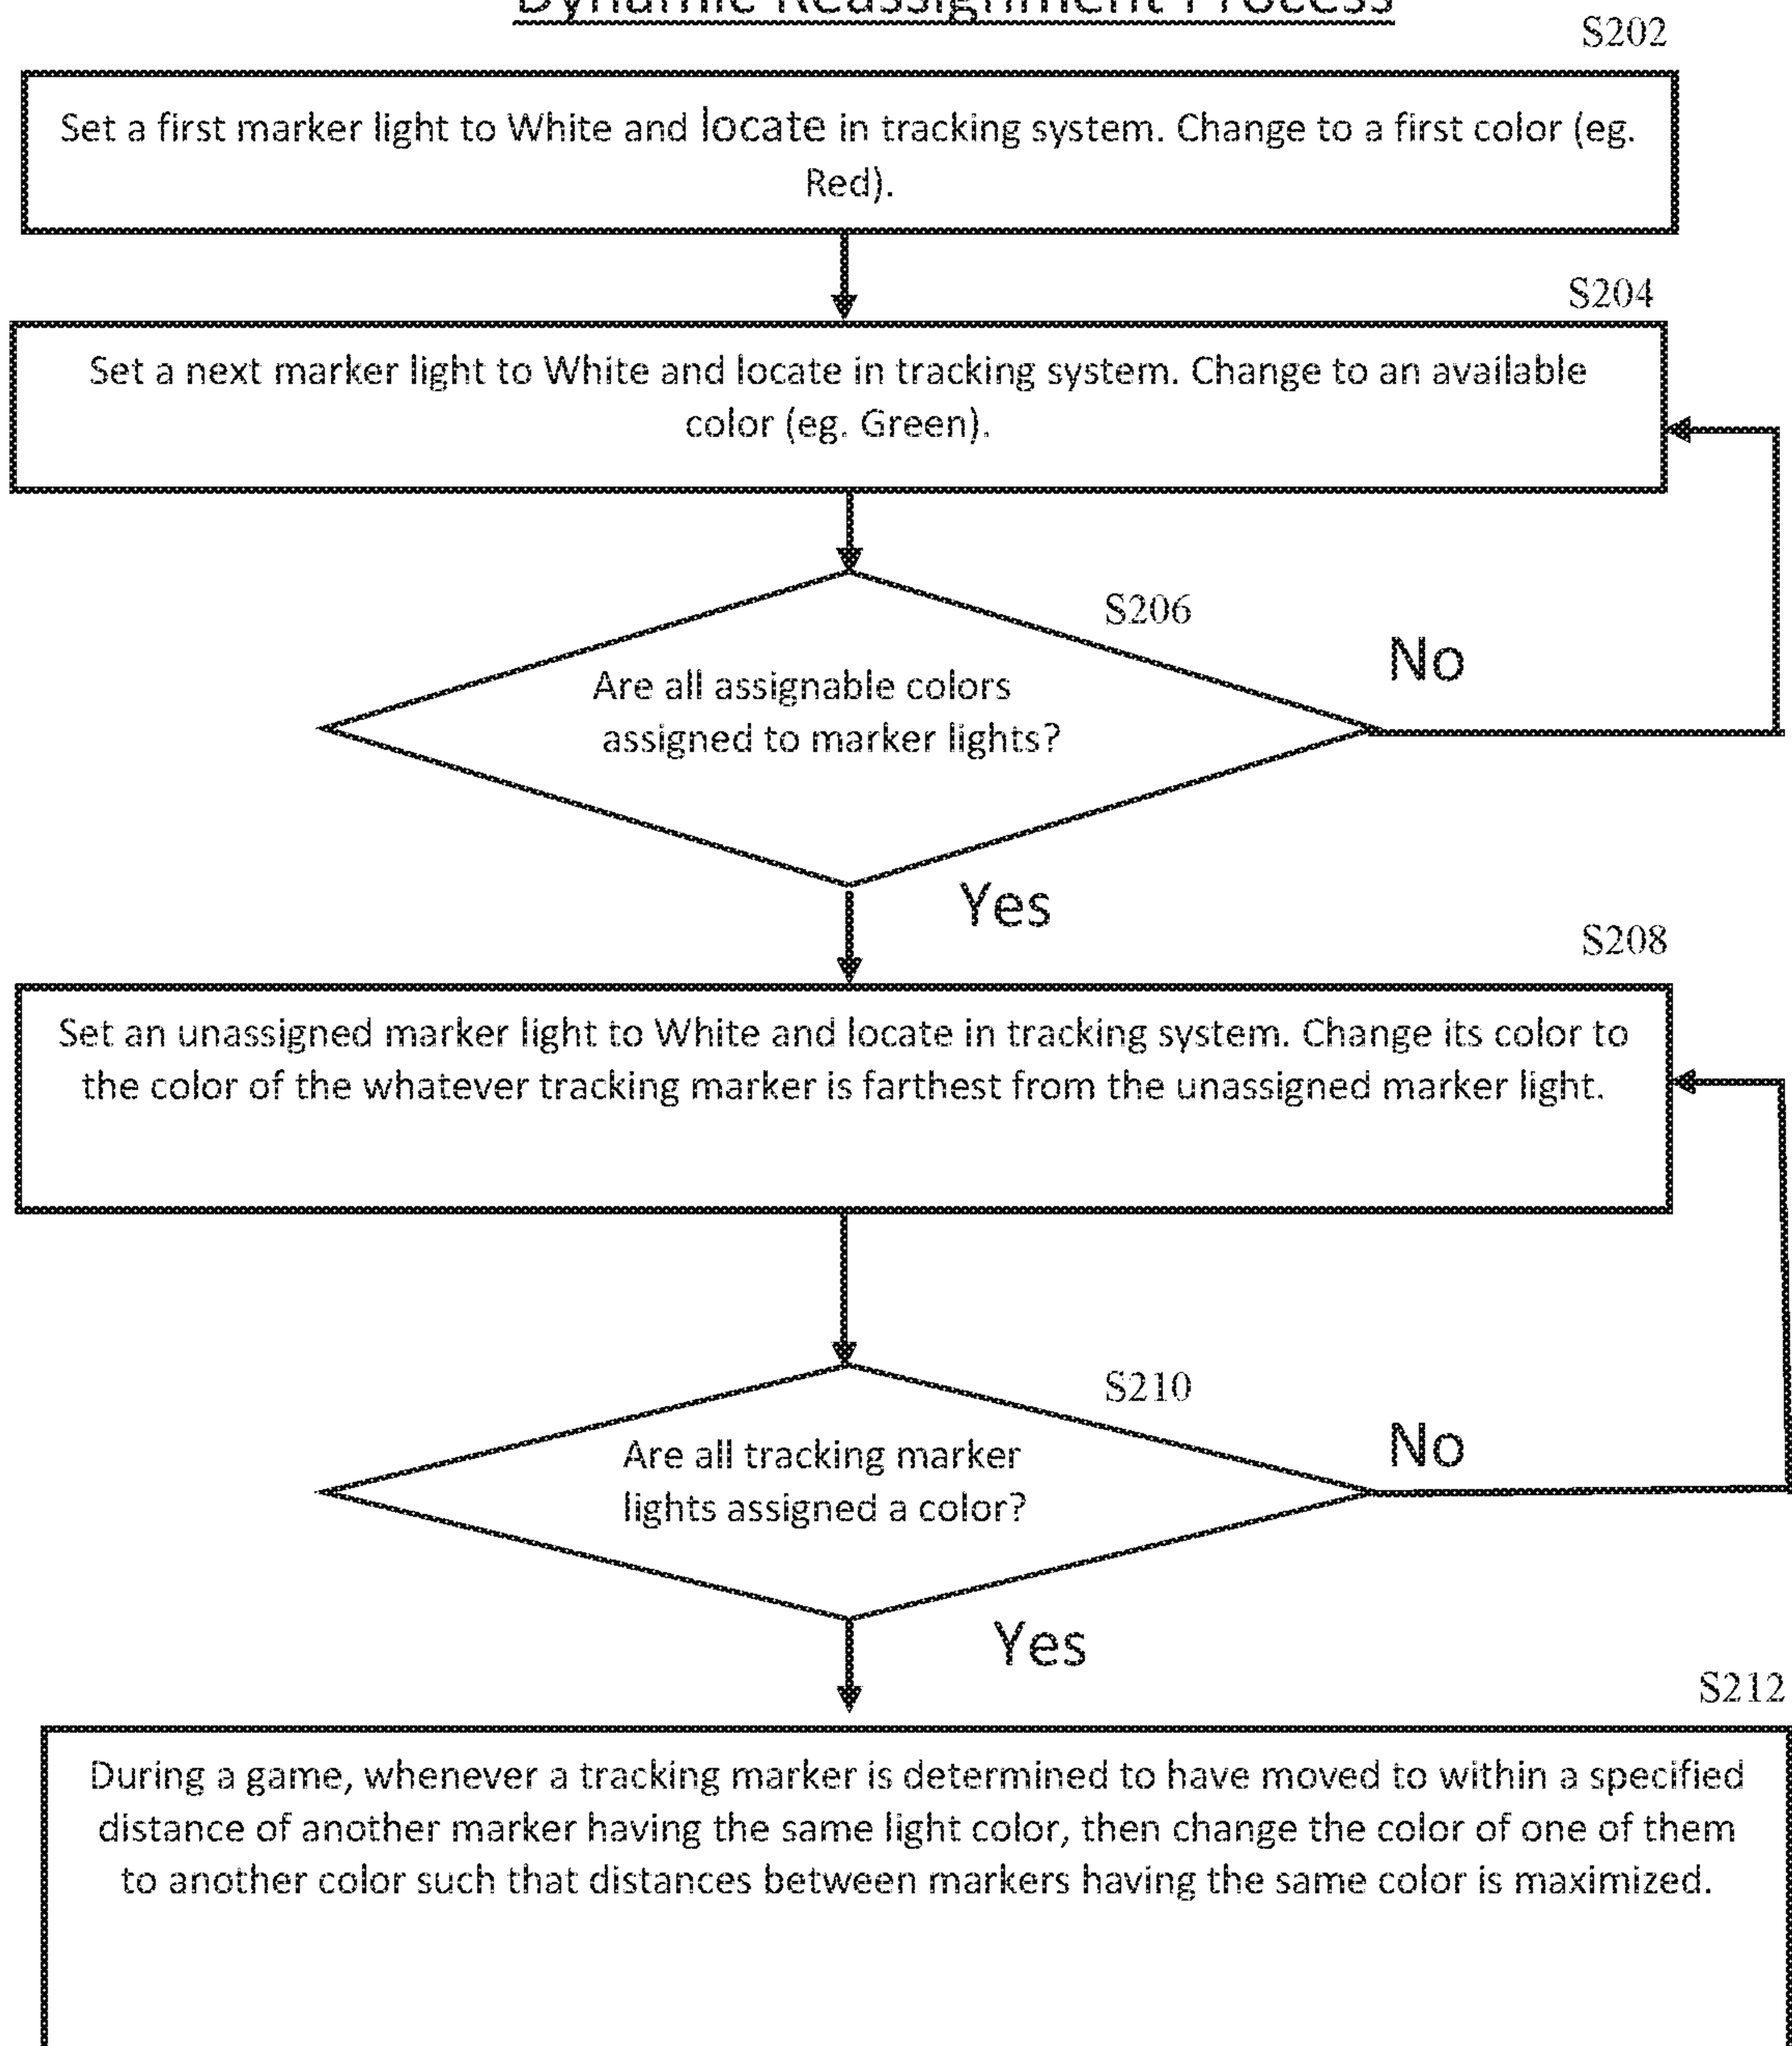 Dynamic Reassignment Process
S202
Set a first marker light to White and locate in tracking system. Change to a first color (eg.
Red).
S204
Set a next marker light to White and locate in tracking system. Change to an available
color (eg. Green).
S206
No
Are all assignable colors
assigned to marker lights?
Yes
S208
Set an unassigned marker light to White and locate in tracking system. Change its color to
the color of the whatever tracking marker is farthest from the unassigned marker light.
S210
No
Are all tracking marker
lights assigned a color?
Yes
S212
During a game, whenever a tracking marker is determined to have moved to within a specified
distance of another marker having the same light color, then change the color of one of them
to another color such that distances between markers having the same color is maximized.